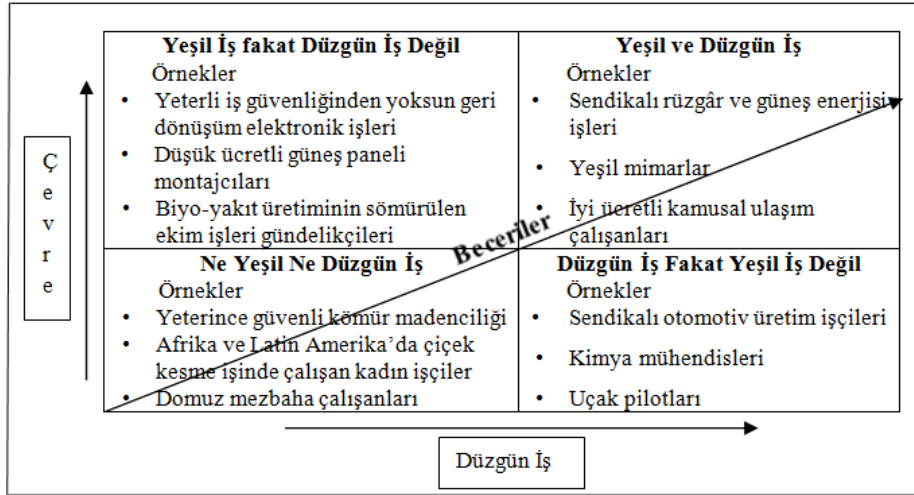 Yeşil İş fakat Düzgün İş Değil
Örnekler
• Yeterli iş güvenliğinden yoksun geri
dönüşüm elektronik işleri
• Düşük ücretli güneş paneli
montajcıları
• Biyo-yakıt üretiminin sömürülen
ekim işleri gündelikçileri
Yeşil ve Düzgün İş
Örnekler
• Sendikalı rüzgâr ve güneş enerjisi
işleri
• Yeşil mimarlar
• İyi ücretli kamusal ulaşım
çalışanları
Çevre
Beceriler
Ne Yeşil Ne Düzgün İş
Örnekler
• Yeterince güvenli kömür madenciliği
• Afrika ve Latin Amerika’da çiçek
kesme işinde çalışan kadın işçiler
• Domuz mezbaha çalışanları
Düzgün İş Fakat Yeşil İş Değil
Örnekler
• Sendikalı otomotiv üretim işçileri
• Kimya mühendisleri
• Uçak pilotları
Düzgün İş